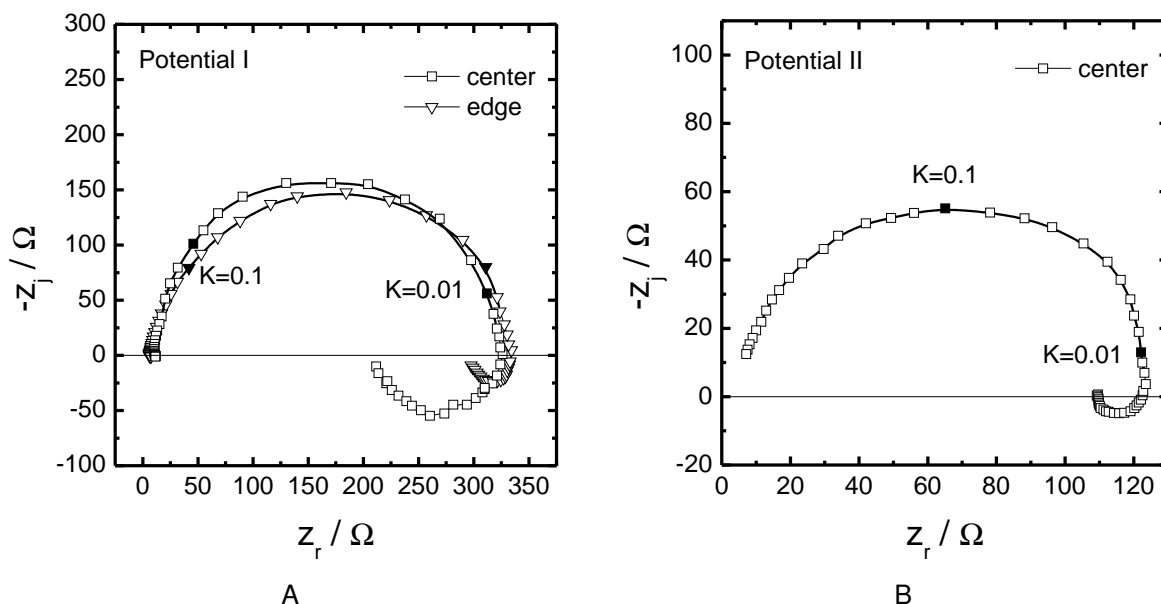 Potential I
center
edge
K=0.1
K=0.01
300
250
200
150
100
50
0
-50
-100
-z_j / Ω
0 50 100 150 200 250 300 350
z_r / Ω
A
Potential II
center
K=0.1
K=0.01
100
80
60
40
20
0
-20
-z_j / Ω
0 20 40 60 80 100 120
z_r / Ω
B